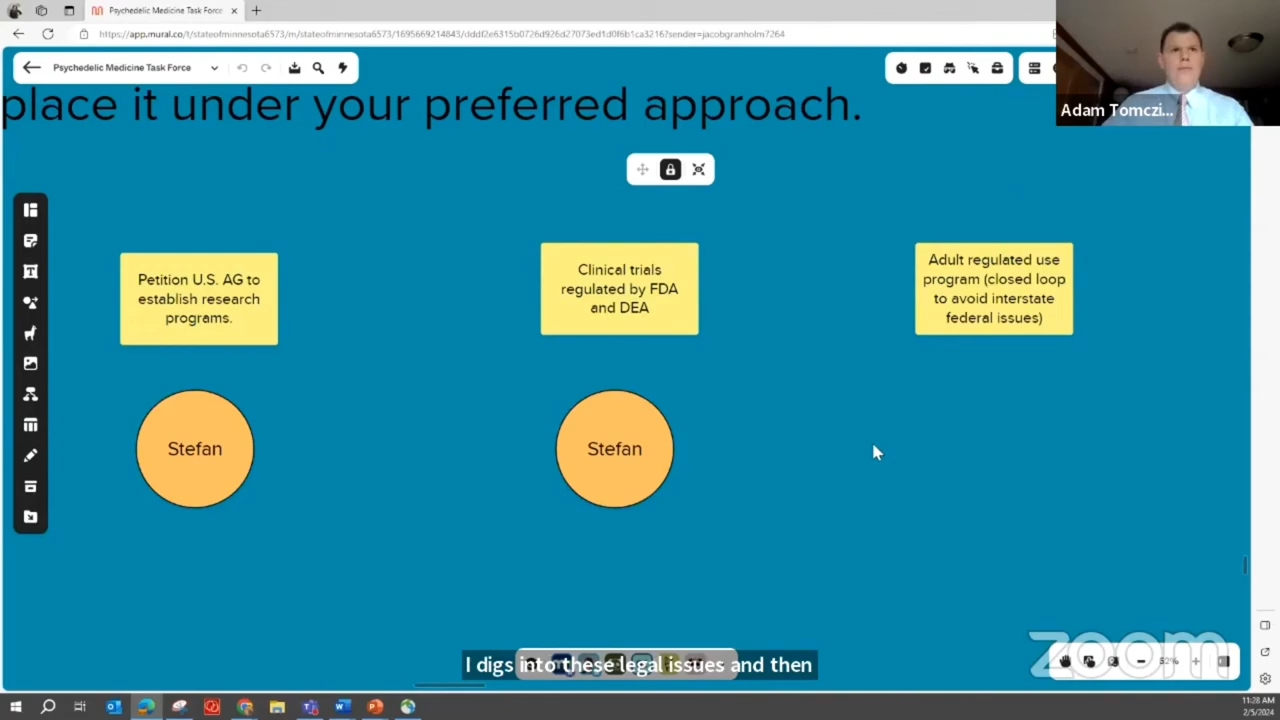 Psychedelic Medicine Task Force
https://app.mural.co/t/stateofminnesota6573/m/stateofminnesota6573/1695669214843/dddf2e6315b0726d926d27073ed1d0f6b1ca3216?sender=jacobgranholm7264
Psychedelic Medicine Task Force
place it under your preferred approach.
Adam Tomczi...
Petition U.S. AG to
establish research
programs.
Clinical trials
regulated by FDA
and DEA
Adult regulated use
program (closed loop
to avoid interstate
federal issues)
Stefan
Stefan
I digs into these legal issues and then
zoom
52%
11:28 AM
2/5/2024